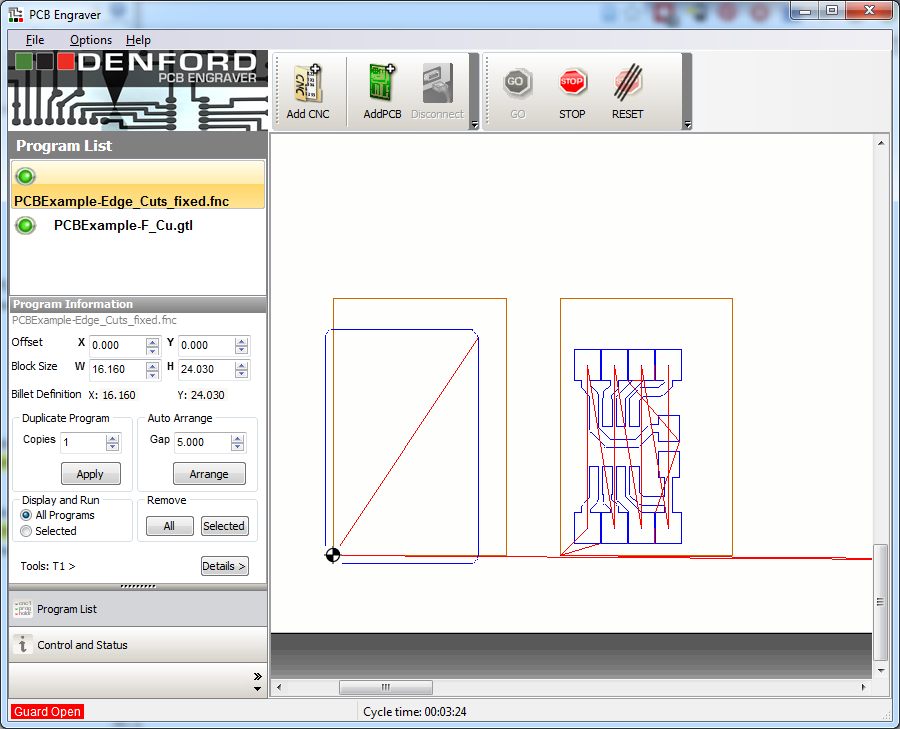 PCB Engraver
File Options Help
DENFORD
PCB ENGRAVER
CNC
Add CNC
AddPCB
Disconnect
GO
GO
STOP
STOP
RESET
Program List
PCBExample-Edge_Cuts_fixed.fnc
PCBExample-F_Cu.gtl
Program Information
PCBExample-Edge_Cuts_fixed.fnc
Offset X 0.000 Y 0.000
Block Size W 16.160 H 24.030
Billet Definition X: 16.160 Y: 24.030
Duplicate Program
Copies 1
Apply
Auto Arrange
Gap 5.000
Arrange
Display and Run
All Programs
Selected
Remove
All Selected
Tools: T1 > Details >
Program List
Control and Status
Guard Open
Cycle time: 00:03:24